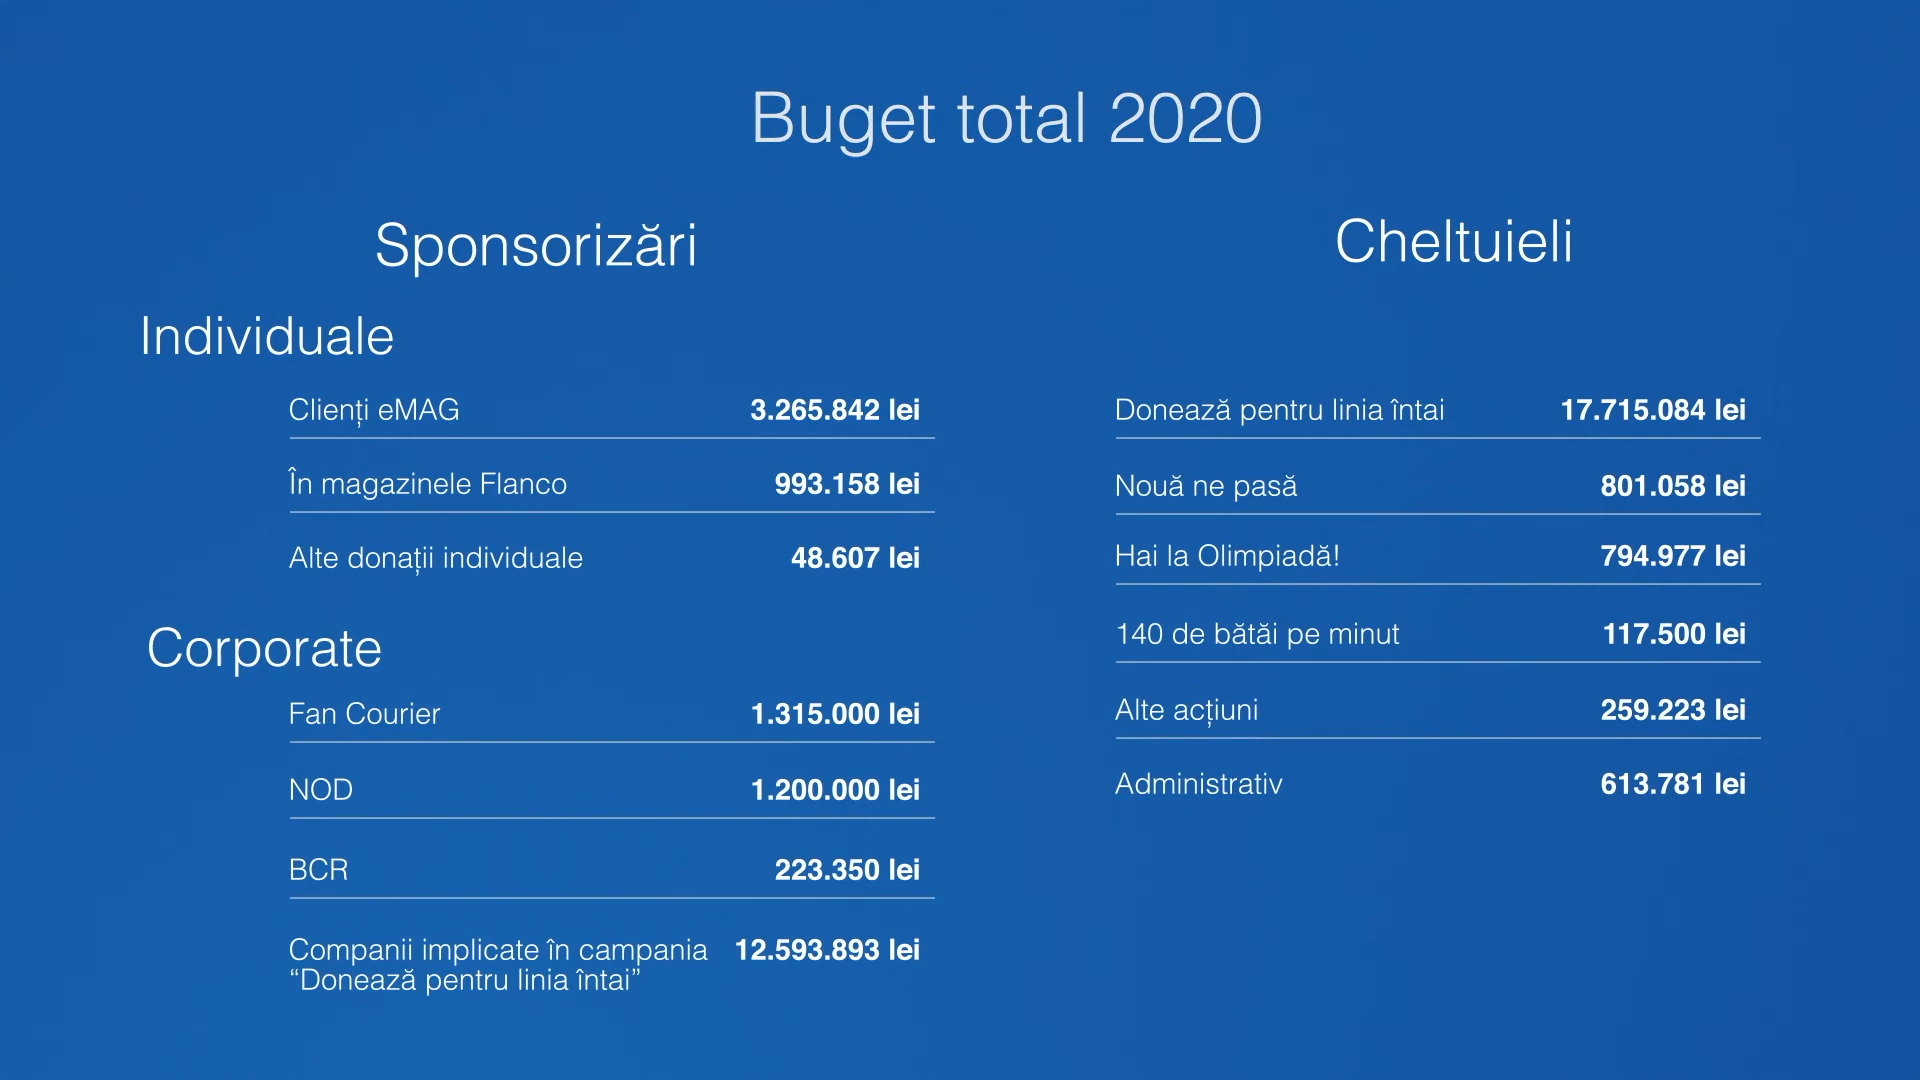 Buget total 2020
Sponsorizări
Individuale
Clienți eMAG 3.265.842 lei
În magazinele Flanco 993.158 lei
Alte donații individuale 48.607 lei
Corporate
Fan Courier 1.315.000 lei
NOD 1.200.000 lei
BCR 223.350 lei
Companii implicate în campania 12.593.893 lei
“Donează pentru linia întai”
Cheltuieli
Donează pentru linia întai 17.715.084 lei
Nouă ne pasă 801.058 lei
Hai la Olimpiadă! 794.977 lei
140 de bătăi pe minut 117.500 lei
Alte acțiuni 259.223 lei
Administrativ 613.781 lei